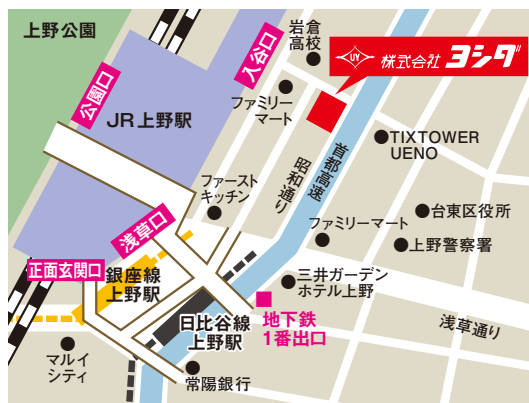 上野公園
岩倉
高校
入谷口
UY
株式会社 ヨシダ
公園口
JR上野駅
ファミリー
マート
TIXTOWER
UENO
首都高速
昭和通り
ファースト
キッチン
台東区役所
浅草口
ファミリーマート
上野警察署
正面玄関口
銀座線
上野駅
三井ガーデン
ホテル上野
日比谷線
上野駅
地下鉄
1番出口
浅草通り
マルイ
シティ
常陽銀行